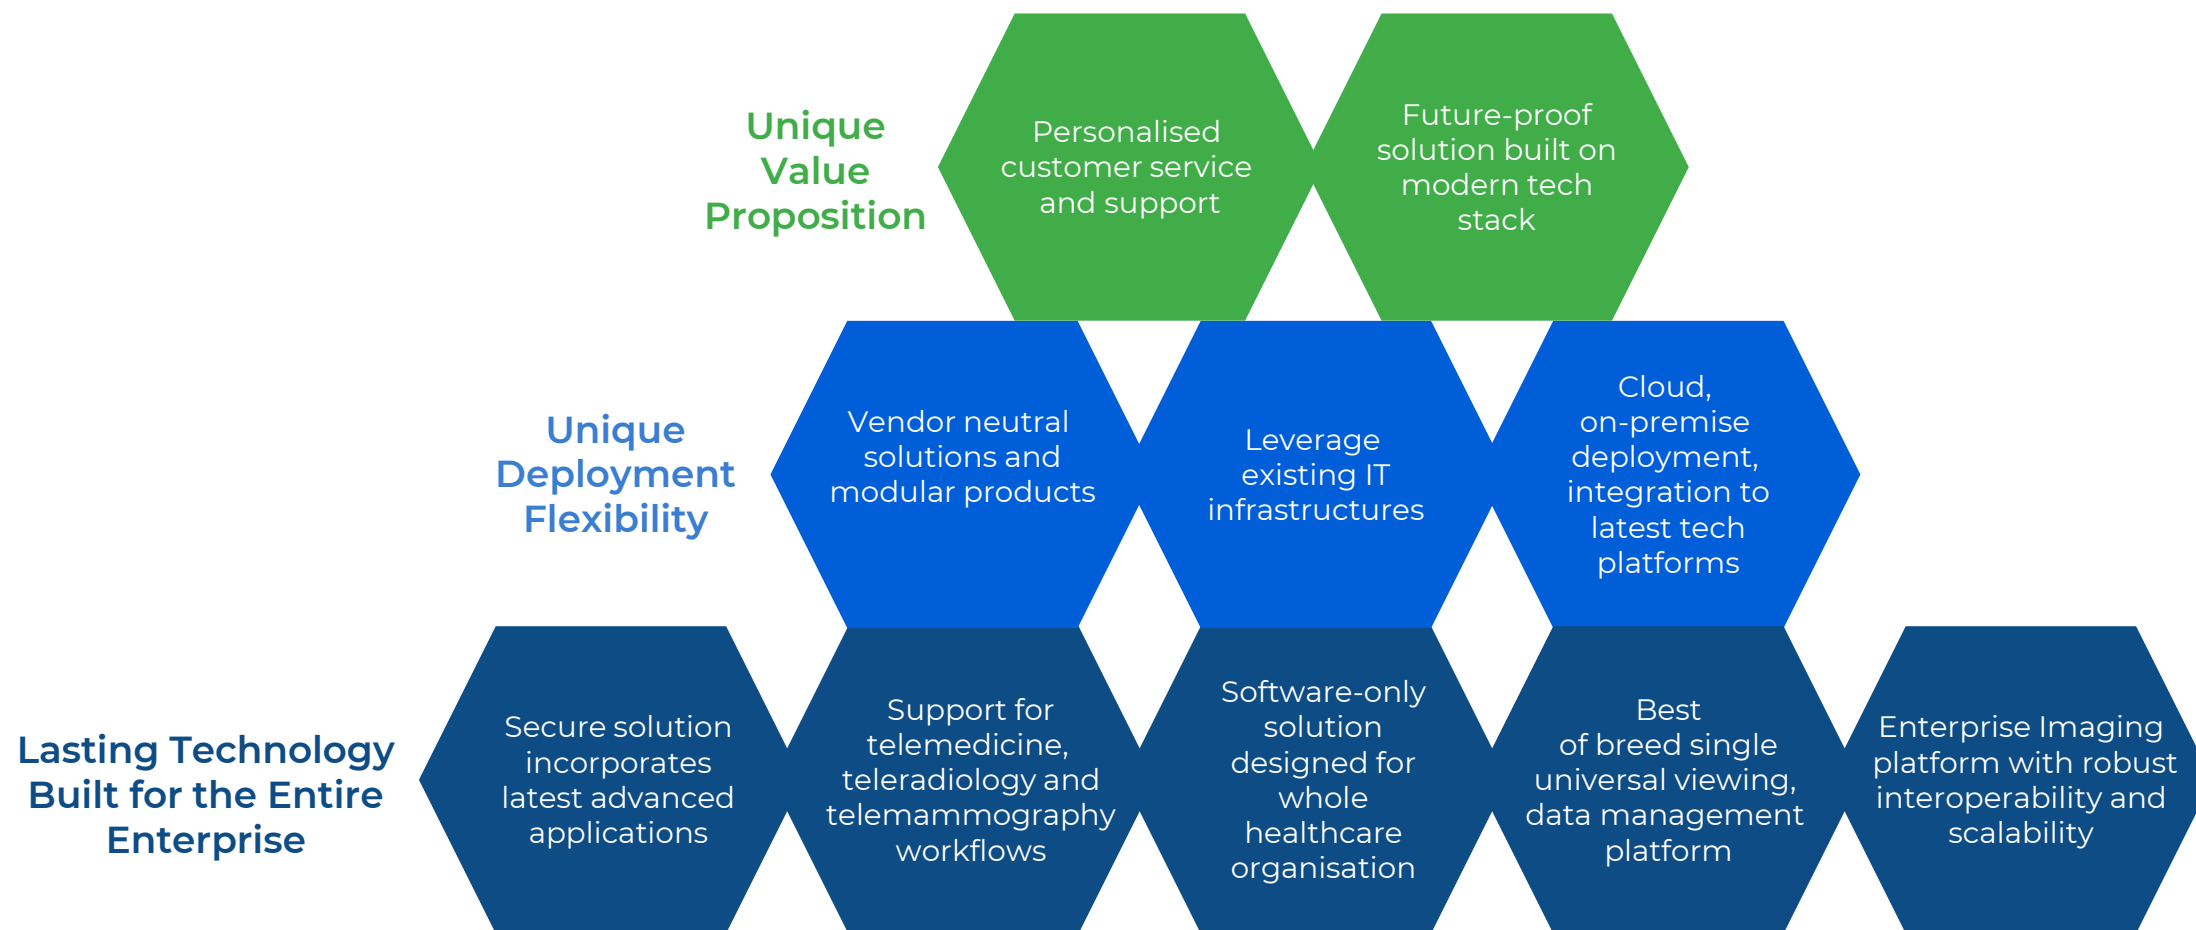 Unique
Value
Proposition
Personalised
customer service
and support
Future-proof
solution built on
modern tech
stack
Unique
Deployment
Flexibility
Vendor neutral
solutions and
modular products
Leverage
existing IT
infrastructures
Cloud,
on-premise
deployment,
integration to
latest tech
platforms
Lasting Technology
Built for the Entire
Enterprise
Secure solution
incorporates
latest advanced
applications
Support for
telemedicine,
teleradiology and
telemammography
workflows
Software-only
solution
designed for
whole
healthcare
organisation
Best
of breed single
universal viewing,
data management
platform
Enterprise Imaging
platform with robust
interoperability and
scalability